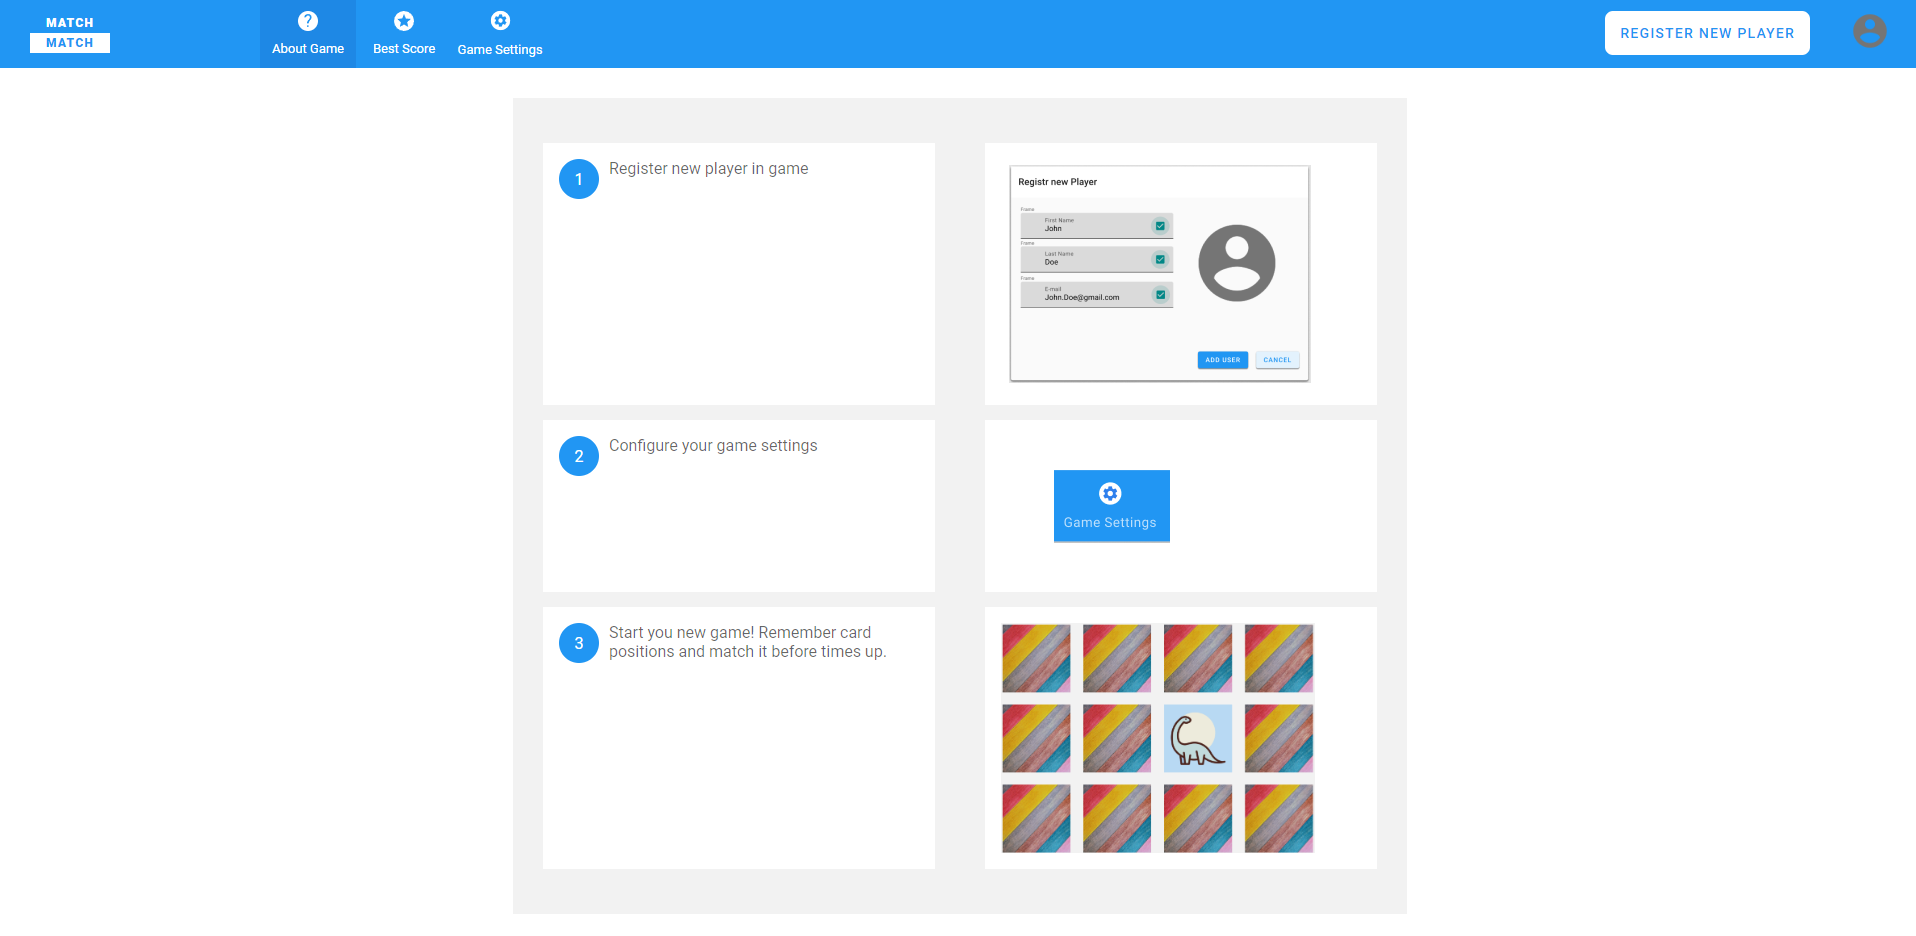 MATCH
MATCH
About Game
Best Score
Game Settings
REGISTER NEW PLAYER
1
Register new player in game
Registr new Player
Frame
First Name
John
Frame
Last Name
Doe
Frame
E-mail
John.Doe@gmail.com
ADD USER
CANCEL
2
Configure your game settings
Game Settings
3
Start you new game! Remember card
positions and match it before times up.